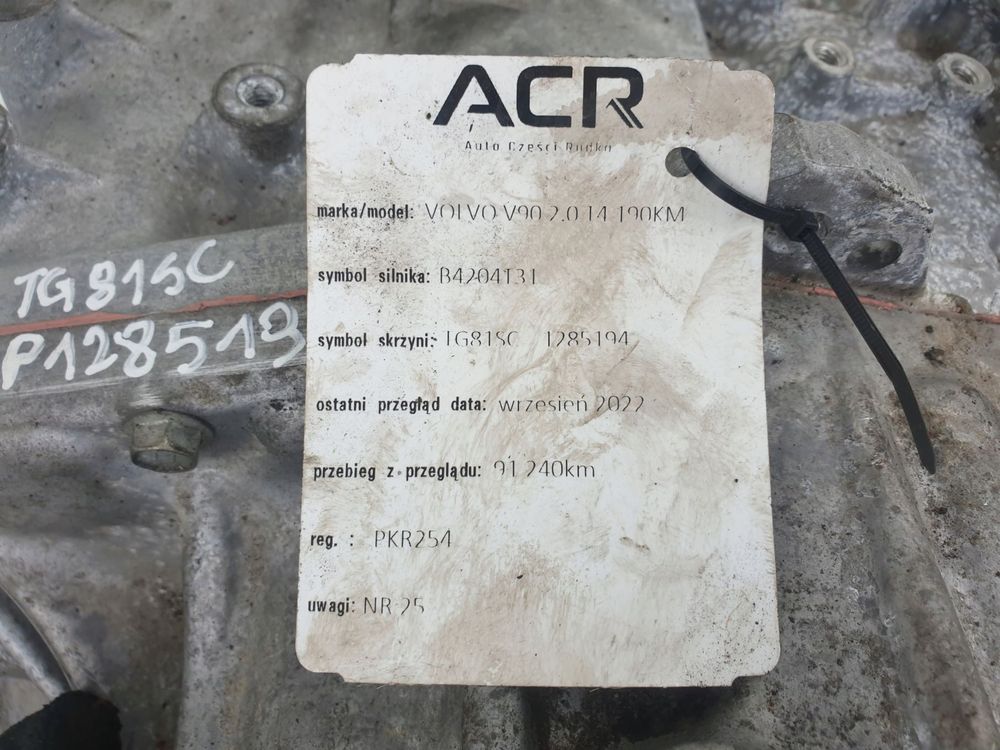 ACR
Auto Części Rudko
marka/model: VOLVO V90 2.0 T4 190KM
symbol silnika: B4204T31
symbol skrzyni: TG81SC 1285194
ostatni przegląd data: wrzesień 2022
przebieg z przeglądu: 91 240km
reg. : PKR254
uwagi: NR 25
TG81SC
P128519